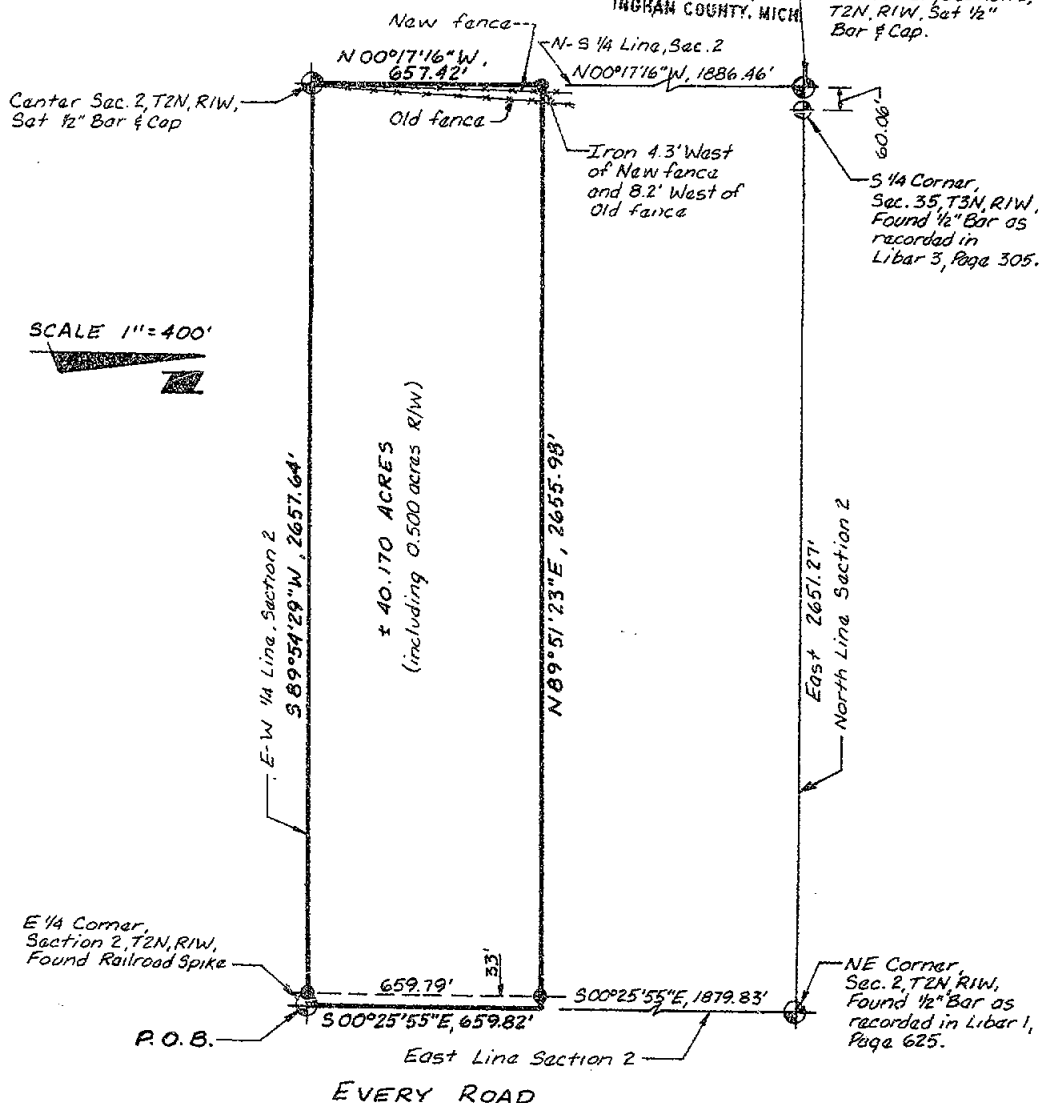 INGHAM COUNTY, MICH
T2N, R1W, Set ½"
Bar & Cap.
New fence
N 00°17'16" W,
657.42'
N-S ¼ Line, Sec. 2
N00°17'16"W, 1886.46'
Center Sec. 2, T2N, R1W,
Set ½" Bar & Cap
Old fence
60.06'
Iron 4.3' West
of New fence
and 8.2' West of
Old fence
S ¼ Corner,
Sec. 35, T3N, R1W,
Found ½" Bar as
recorded in
Liber 3, Page 305.
SCALE 1"=400'
N
E-W ¼ Line, Section 2
S 89°54'29" W, 2657.64'
± 40.170 ACRES
(including 0.500 acres R/W)
N89°51'23"E, 2655.98'
East 2651.27'
North Line Section 2
E ¼ Corner,
Section 2, T2N, R1W,
Found Railroad Spike
659.79'
33'
S00°25'55"E, 1879.83'
NE Corner,
Sec. 2, T2N, R1W,
Found ½" Bar as
recorded in Liber 1,
Page 625.
P.O.B.
S 00°25'55"E, 659.82'
East Line Section 2
EVERY ROAD